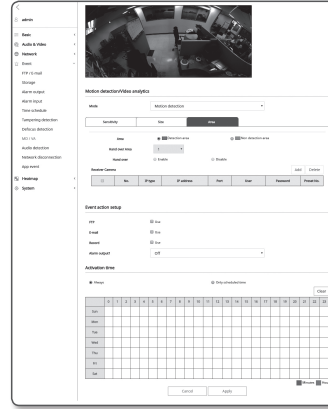 admin
Basic
Audio & Video
Network
Event
FTP / E-mail
Storage
Alarm output
Alarm input
Time schedule
Tampering detection
Defocus detection
MD / VA
Audio detection
Network disconnection
App event
Heatmap
System
Motion detection/Video analytics
Mode Motion detection
Sensitivity Size Area
Area Detection area Non detection area
Hand over time 1
Handover Enable Disable
Receiver Camera Add Delete
No. IP type IP address Port User Password Preset No.
Event action setup
FTP Use
E-mail Use
Record Use
Alarm output1 Off
Activation time
Always Only scheduled time
Clear
0 1 2 3 4 5 6 7 8 9 10 11 12 13 14 15 16 17 18 19 20 21 22 23
Sun
Mon
Tue
Wed
Thu
Fri
Sat
Minutes
Cancel Apply